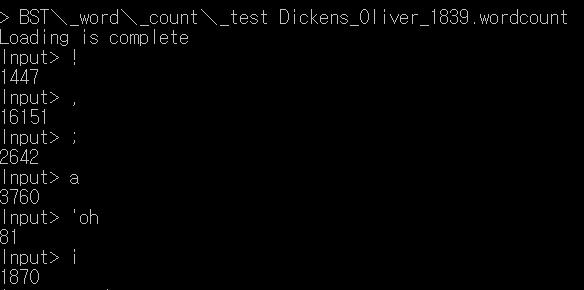 > BST\_word\_count\_test Dickens_Oliver_1839.wordcount
Loading is complete
Input> !
1447
Input> ,
16151
Input> ;
2642
Input> a
3760
Input> 'oh
81
Input> i
1870